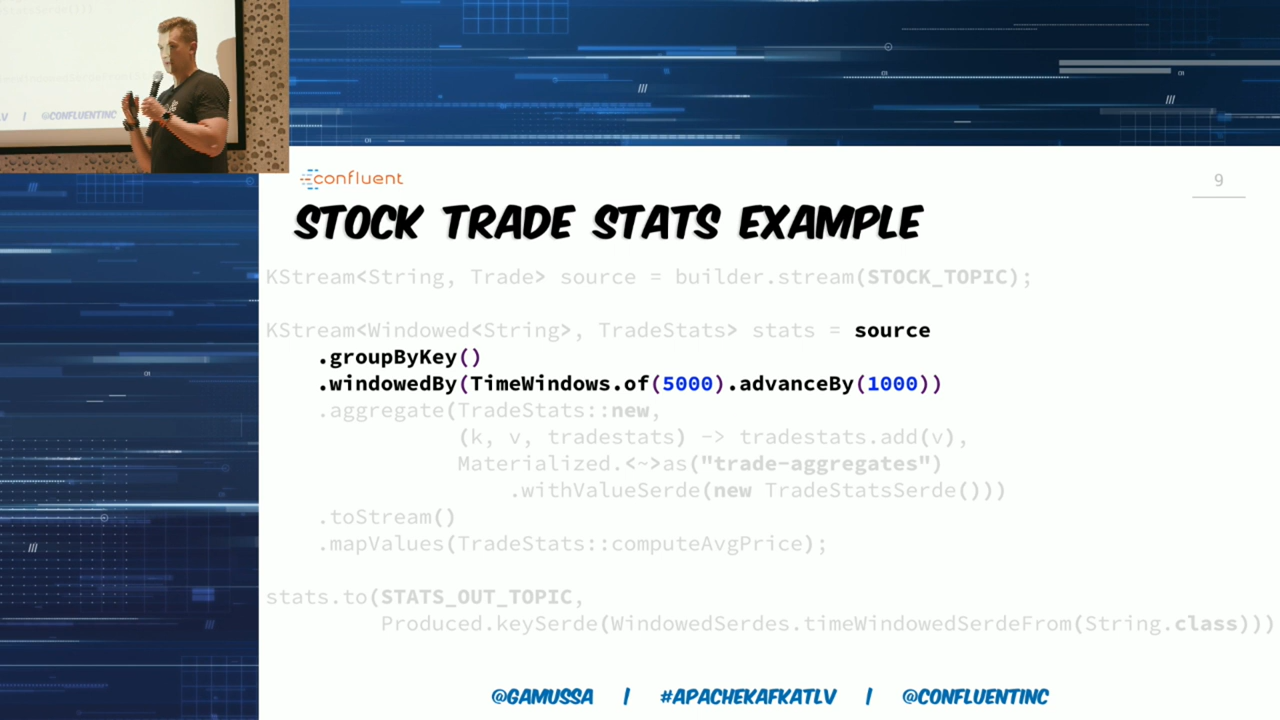 LV | @CONFLUENTINC
confluent
9
STOCK TRADE STATS EXAMPLE
KStream<String, Trade> source = builder.stream(STOCK_TOPIC);
KStream<Windowed<String>, TradeStats> stats = source
.groupByKey()
.windowedBy(TimeWindows.of(5000).advanceBy(1000))
.aggregate(TradeStats::new,
(k, v, tradestats) -> tradestats.add(v),
Materialized.<~>as("trade-aggregates")
.withValueSerde(new TradeStatsSerde()))
.toStream()
.mapValues(TradeStats::computeAvgPrice);
stats.to(STATS_OUT_TOPIC,
Produced.keySerde(WindowedSerdes.timeWindowedSerdeFrom(String.class)))
@GAMUSSA | #APACHEKAFKATLV | @CONFLUENTINC